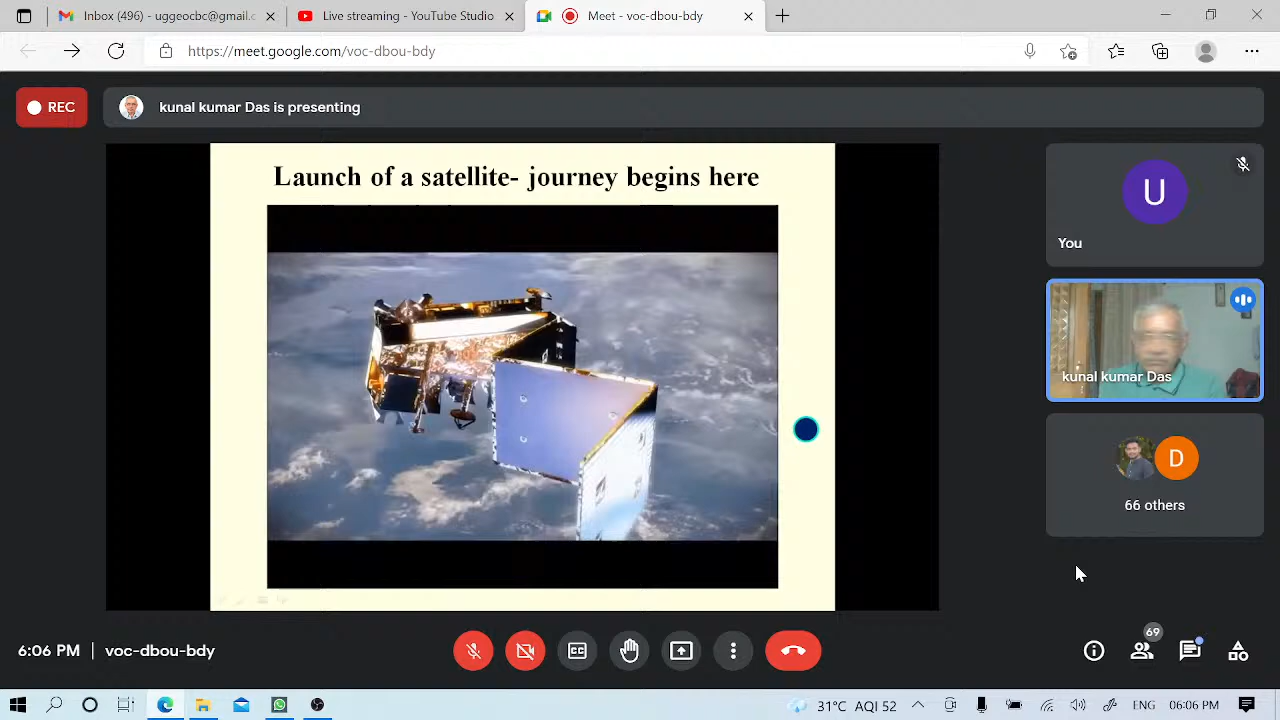 Inbox (496) - uggeocbc@gmail.c
Live streaming - YouTube Studio
Meet - voc-dbou-bdy
https://meet.google.com/voc-dbou-bdy
REC
kunal kumar Das is presenting
Launch of a satellite- journey begins here
U
You
kunal kumar Das
D
66 others
6:06 PM | voc-dbou-bdy
69
31°C AQI 52
06:06 PM